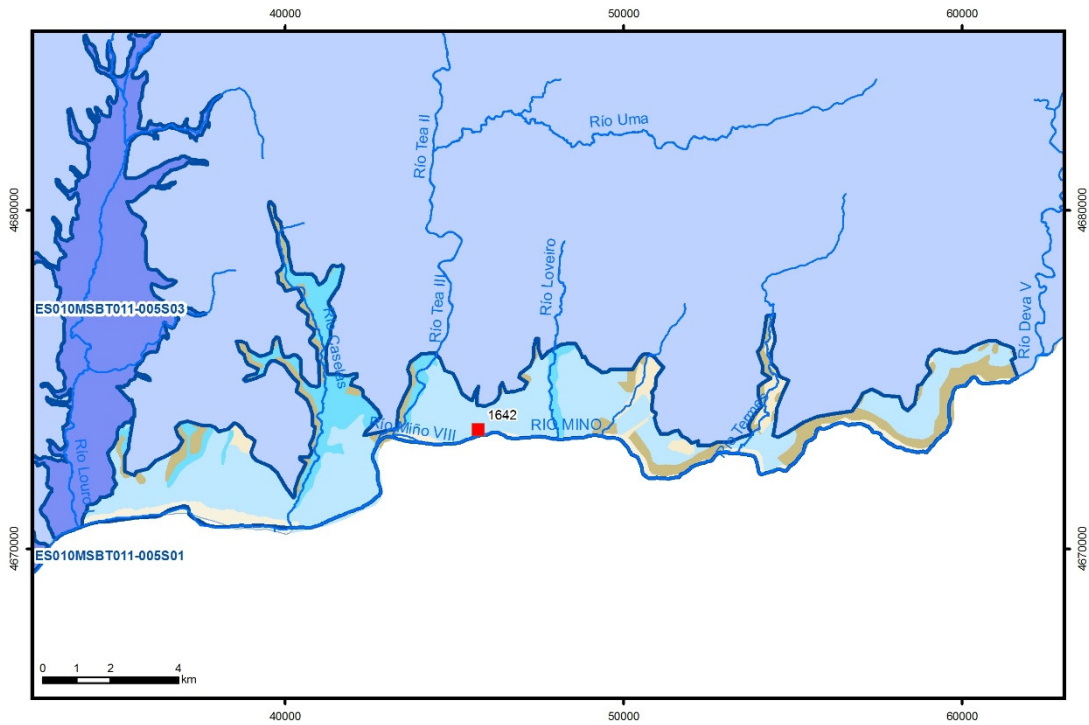 40000
50000
60000
Río Uma
Río Tea II
4680000
4680000
Río Loveiro
Río Tea III
Río Deva V
ES010MSBT011-005S03
Río Caselas
1642
Río Miño VIII
RIO MIÑO
Río Termes
Río Louro I
4670000
4670000
ES010MSBT011-005S01
0 1 2 4
km
40000
50000
60000